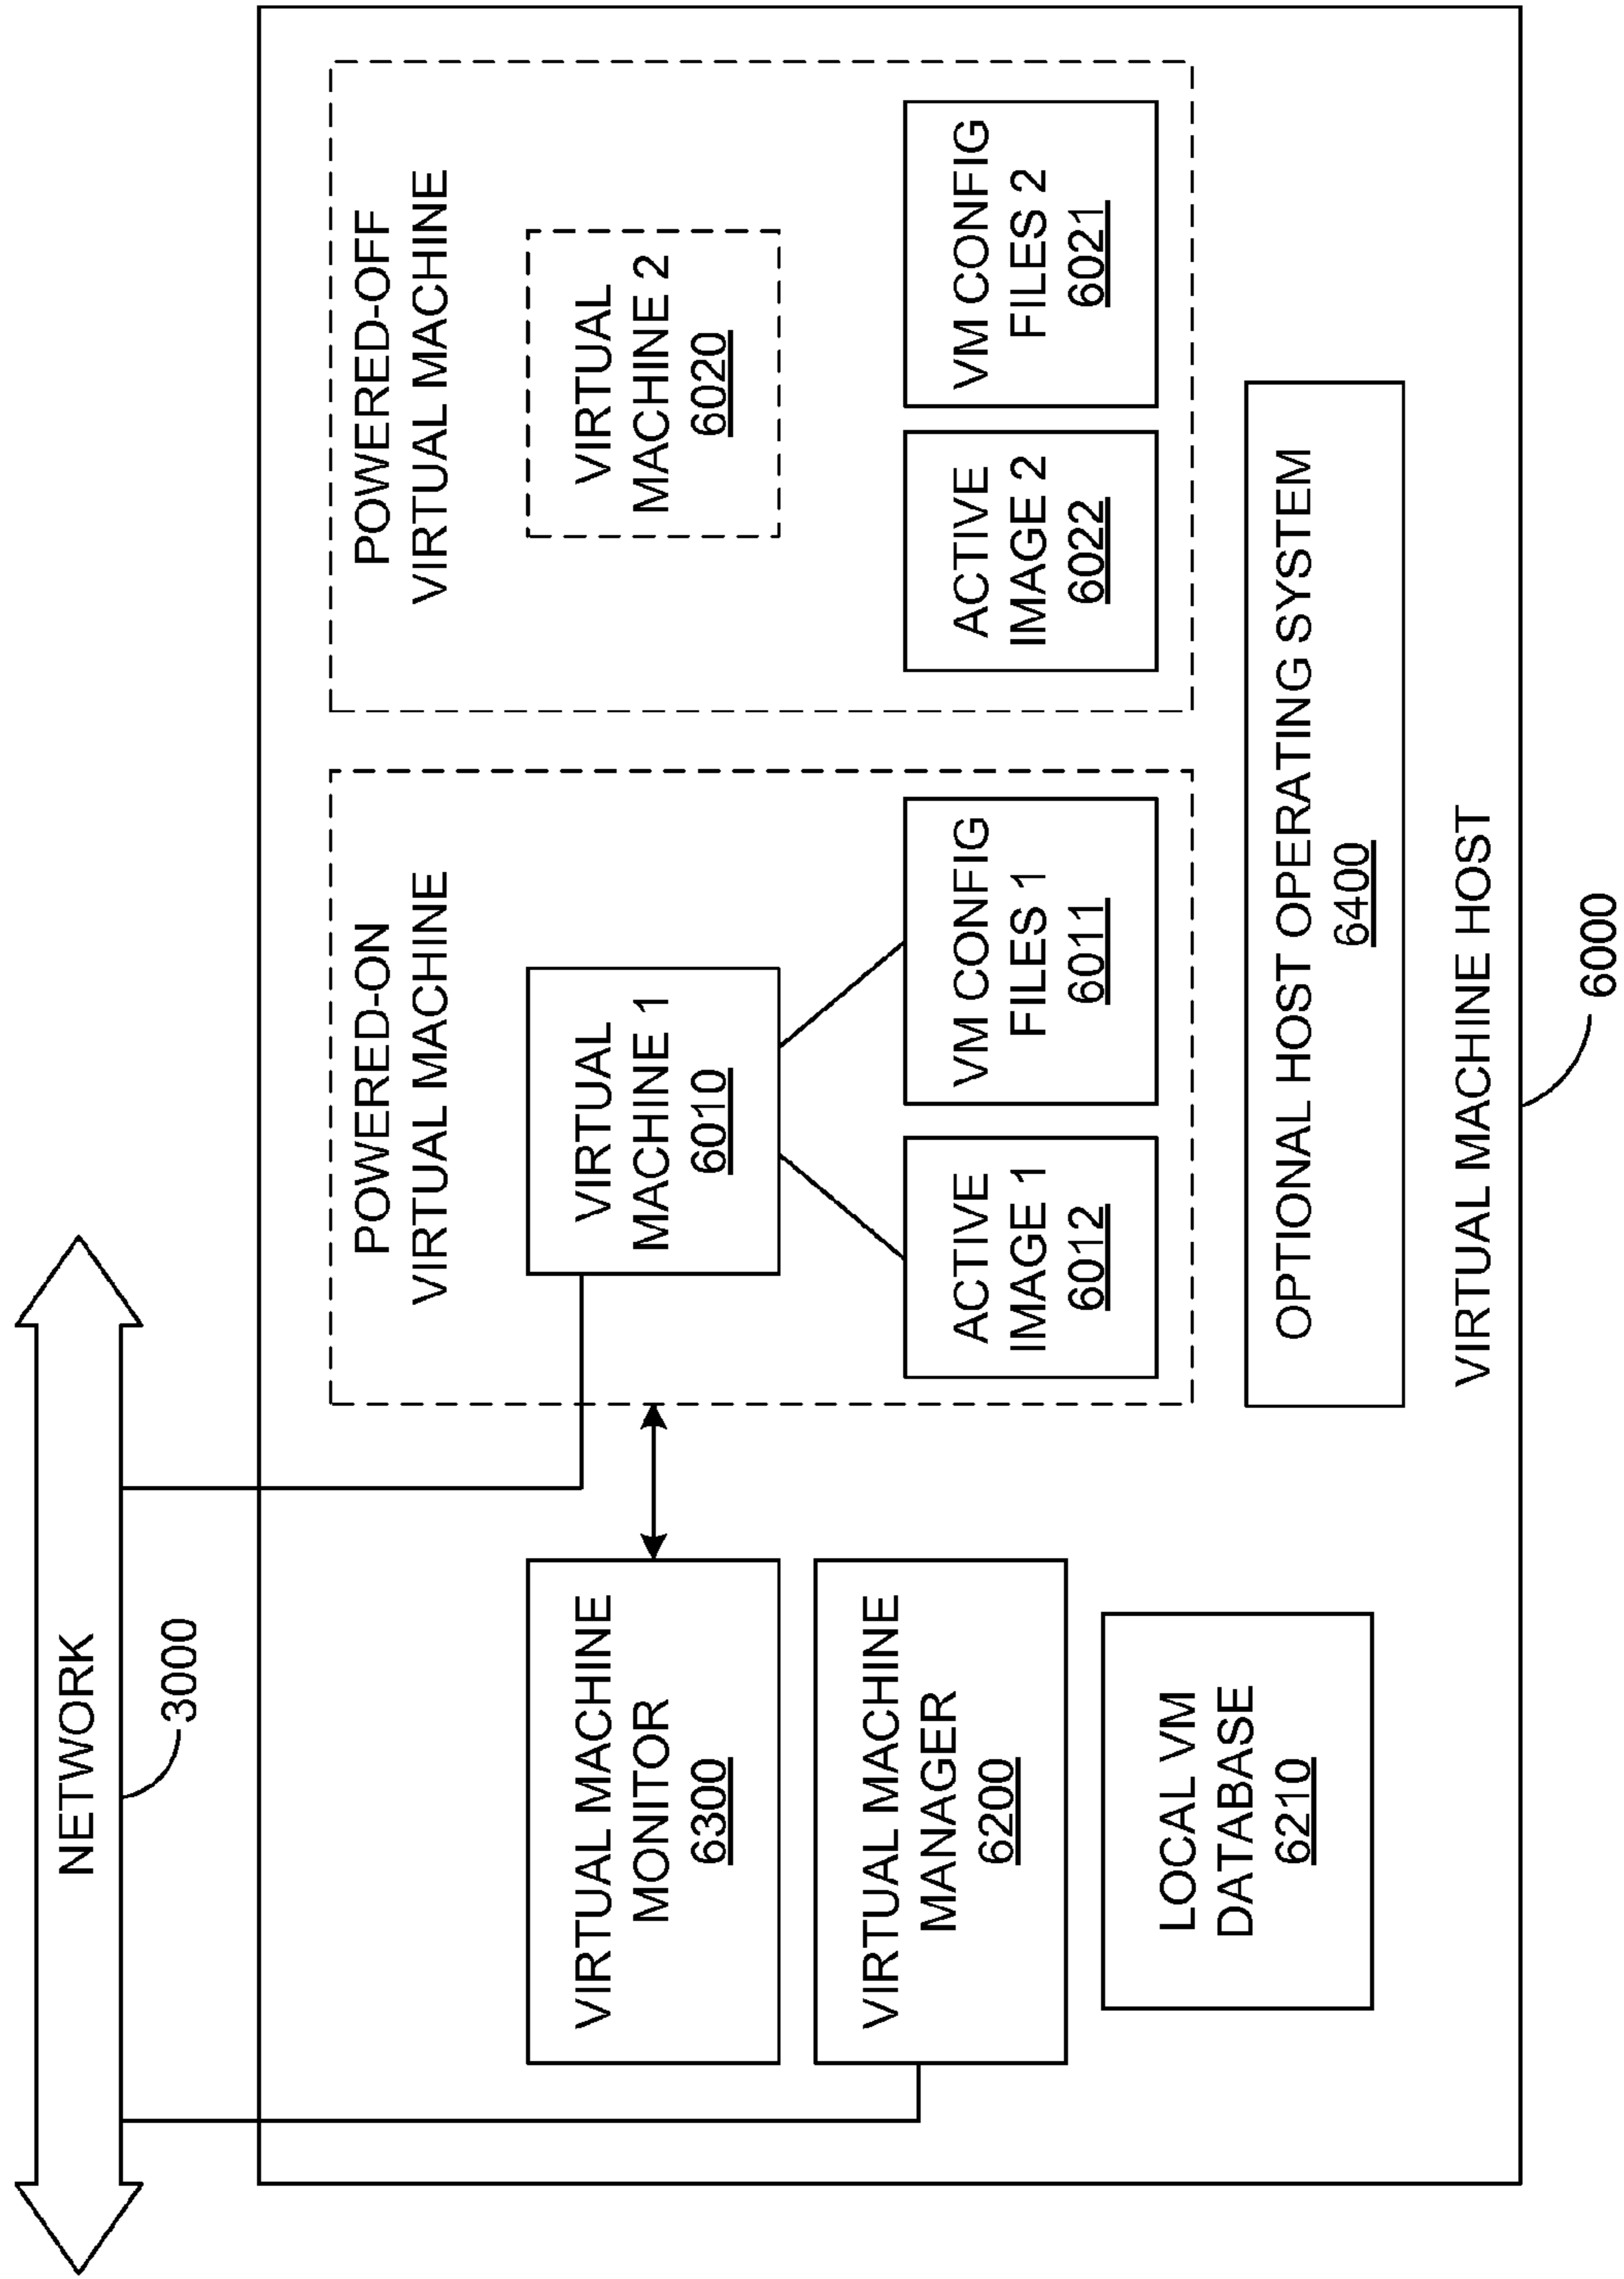 NETWORK
3000
POWERED-ON
VIRTUAL MACHINE
POWERED-OFF
VIRTUAL MACHINE
VIRTUAL MACHINE
MONITOR
6300
VIRTUAL
MACHINE 1
6010
VIRTUAL
MACHINE 2
6020
VIRTUAL MACHINE
MANAGER
6200
ACTIVE
IMAGE 1
6012
VM CONFIG
FILES 1
6011
ACTIVE
IMAGE 2
6022
VM CONFIG
FILES 2
6021
LOCAL VM
DATABASE
6210
OPTIONAL HOST OPERATING SYSTEM
6400
VIRTUAL MACHINE HOST
6000